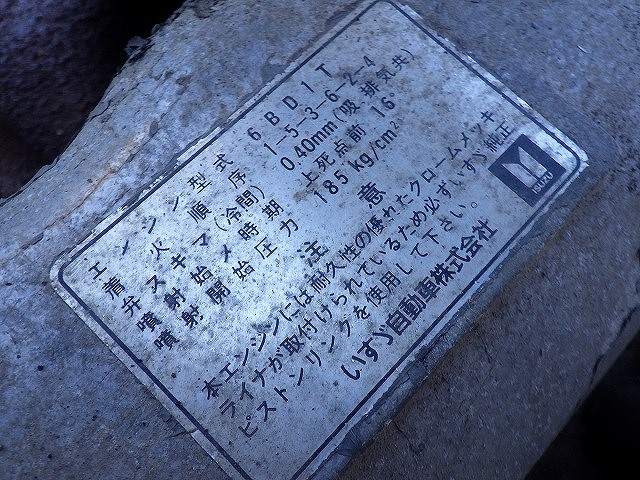 エンジン型式 6BD1T
着火順序 1-5-3-6-2-4
弁スキマ(冷間) 0.40mm(吸,排気共)
噴射始メ時期 上死点前 16°
噴射開始圧力 185 kg/cm²
注意
本エンジンには耐久性の優れたクロームメッキ
ライナが取付けられているため必ずいすゞ純正
ピストンリングを使用して下さい。
いすゞ自動車株式会社
ISUZU